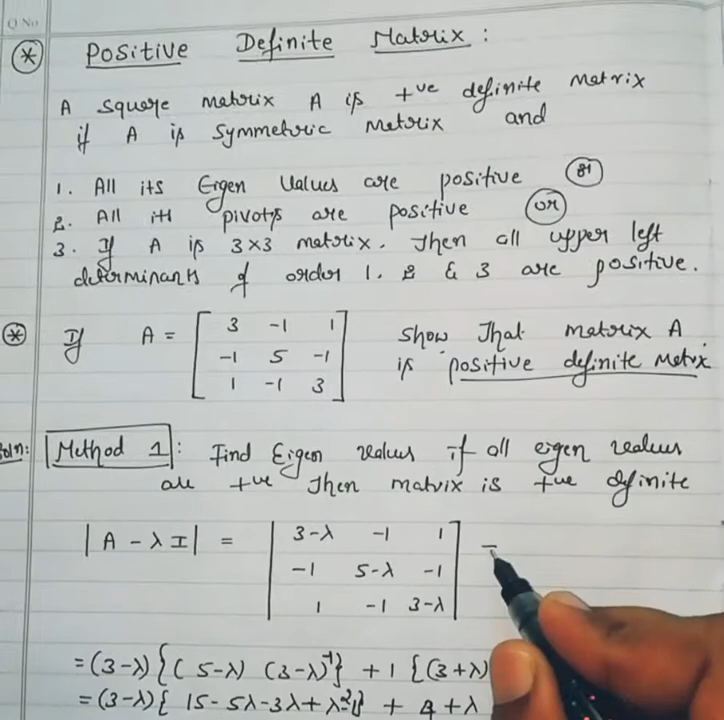 Q No
* Positive Definite Matrix :
A square matrix A is +ve definite matrix
if A is symmetric matrix and
1. All its Eigen Values are positive or
2. All its pivots are positive or
3. If A is 3×3 matrix. Then all upper left
determinants of order 1, 2 & 3 are positive.
* If A = [ 3 -1 1 show that matrix A
-1 5 -1 is positive definite matrix
1 -1 3 ]
Soln: Method 1 : Find Eigen values if all eigen values
are +ve Then matrix is +ve definite
|A - λI| = | 3-λ -1 1 | =
-1 5-λ -1
1 -1 3-λ
= (3-λ) { (5-λ) (3-λ) -1 } + 1 { (3+λ)
= (3-λ) { 15 - 5λ - 3λ + λ² - 1 } + 4 + λ